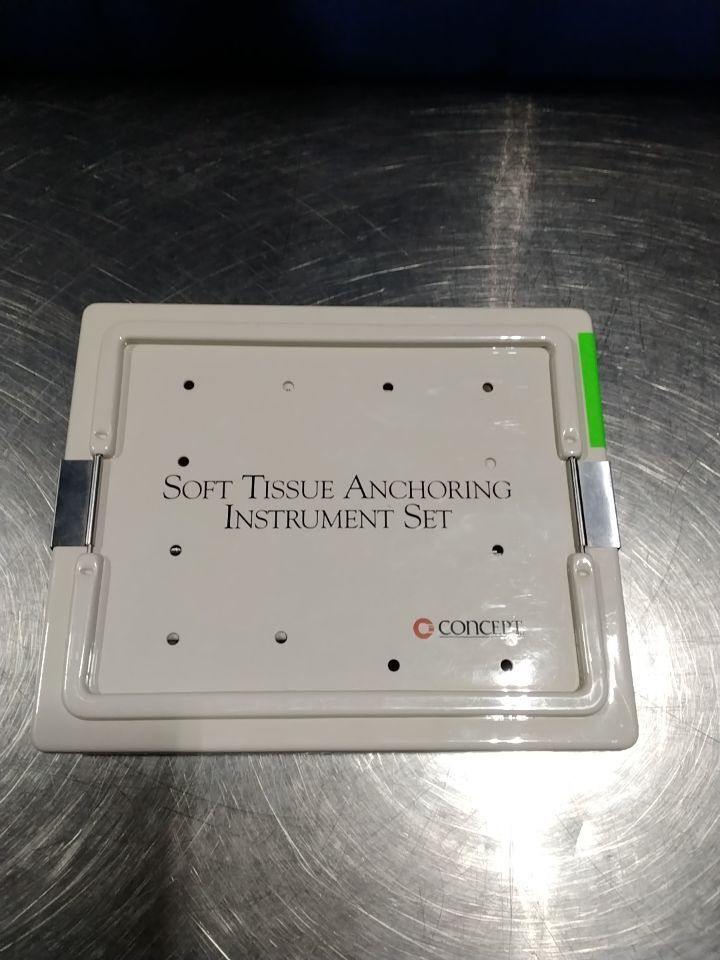 SOFT TISSUE ANCHORING
INSTRUMENT SET
CONCEPT